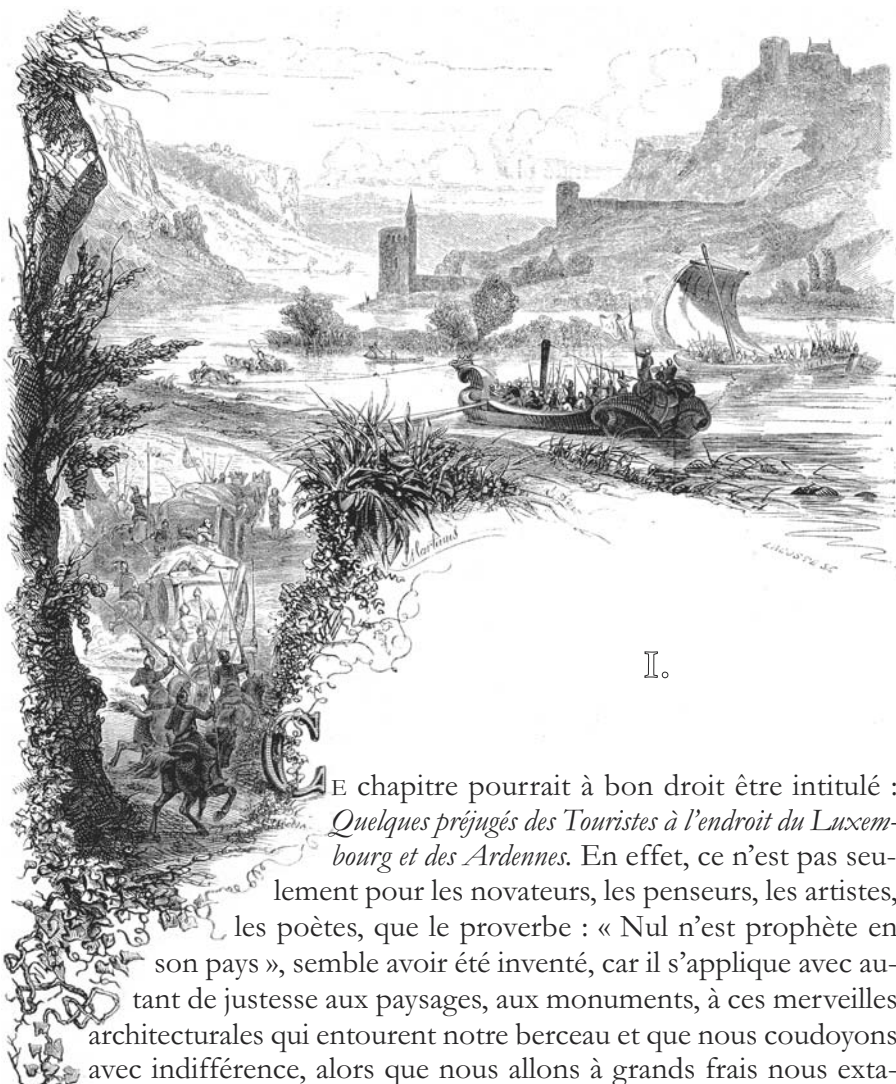 Martinus
LACOSTE SC
I.
CE chapitre pourrait à bon droit être intitulé :
Quelques préjugés des Touristes à l’endroit du Luxem-
bourg et des Ardennes. En effet, ce n’est pas seu-
lement pour les novateurs, les penseurs, les artistes,
les poètes, que le proverbe : « Nul n’est prophète en
son pays », semble avoir été inventé, car il s’applique avec au-
tant de justesse aux paysages, aux monuments, à ces merveilles
architecturales qui entourent notre berceau et que nous coudoyons
avec indifférence, alors que nous allons à grands frais nous exta-